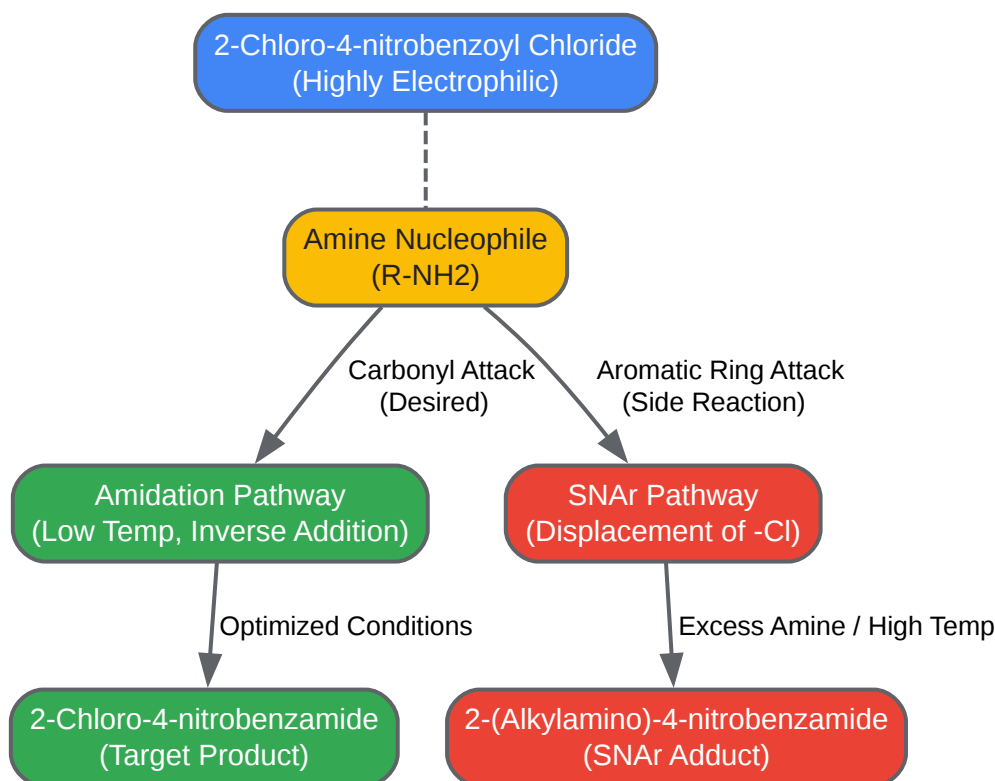 2-Chloro-4-nitrobenzoyl Chloride
(Highly Electrophilic)
Amine Nucleophile
(R-NH2)
Carbonyl Attack
(Desired)
Aromatic Ring Attack
(Side Reaction)
Amidation Pathway
(Low Temp, Inverse Addition)
SNAr Pathway
(Displacement of -Cl)
Optimized Conditions
Excess Amine / High Temp
2-Chloro-4-nitrobenzamide
(Target Product)
2-(Alkylamino)-4-nitrobenzamide
(SNAr Adduct)